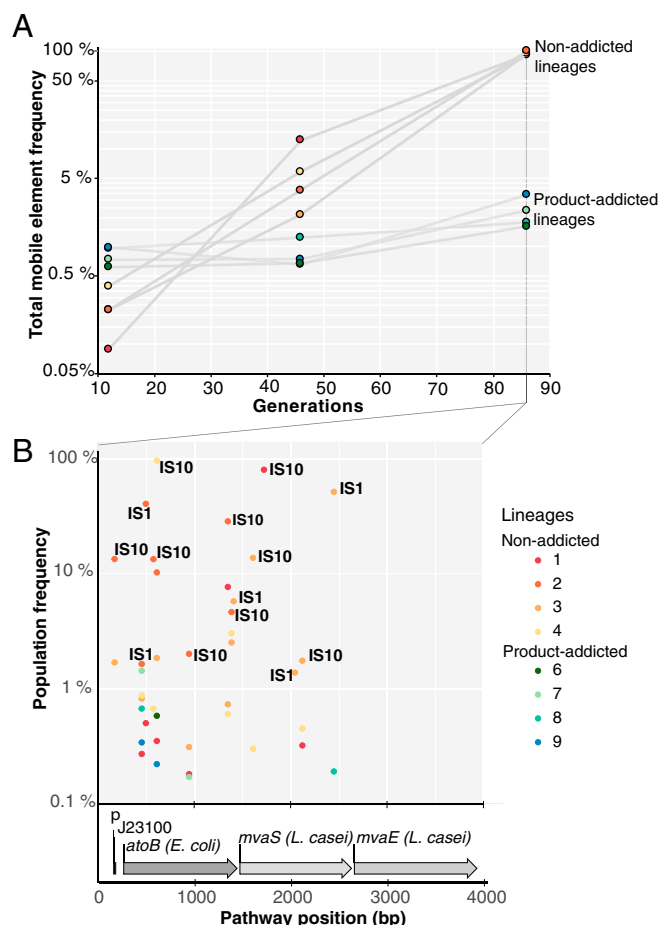 A
Total mobile element frequency
100 %
50 %
5 %
0.5 %
0.05%
10 20 30 40 50 60 70 80 90
Generations
Non-addicted
lineages
Product-addicted
lineages
B
Population frequency
100 %
10 %
1 %
0.1 %
IS10
IS10
IS1
IS1
IS10
IS10 IS10
IS10
IS1
IS10
IS1
IS10
IS10
IS1
Lineages
Non-addicted
1
2
3
4
Product-addicted
6
7
8
9
p
J23100
atoB (E. coli)
mvaS (L. casei)
mvaE (L. casei)
0 1000 2000 3000 4000
Pathway position (bp)